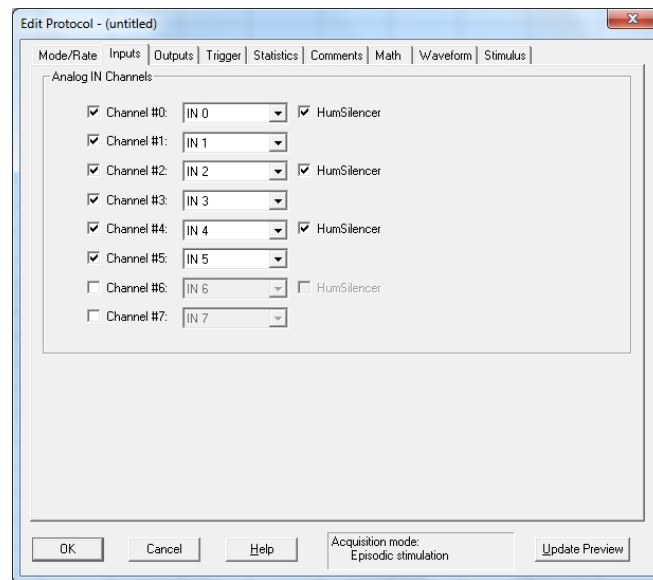 Edit Protocol - (untitled)
Mode/Rate Inputs Outputs Trigger Statistics Comments Math Waveform Stimulus
Analog IN Channels
Channel #0: IN 0 HumSilencer
Channel #1: IN 1
Channel #2: IN 2 HumSilencer
Channel #3: IN 3
Channel #4: IN 4 HumSilencer
Channel #5: IN 5
Channel #6: IN 6 HumSilencer
Channel #7: IN 7
OK Cancel Help Acquisition mode: Update Preview
Episodic stimulation